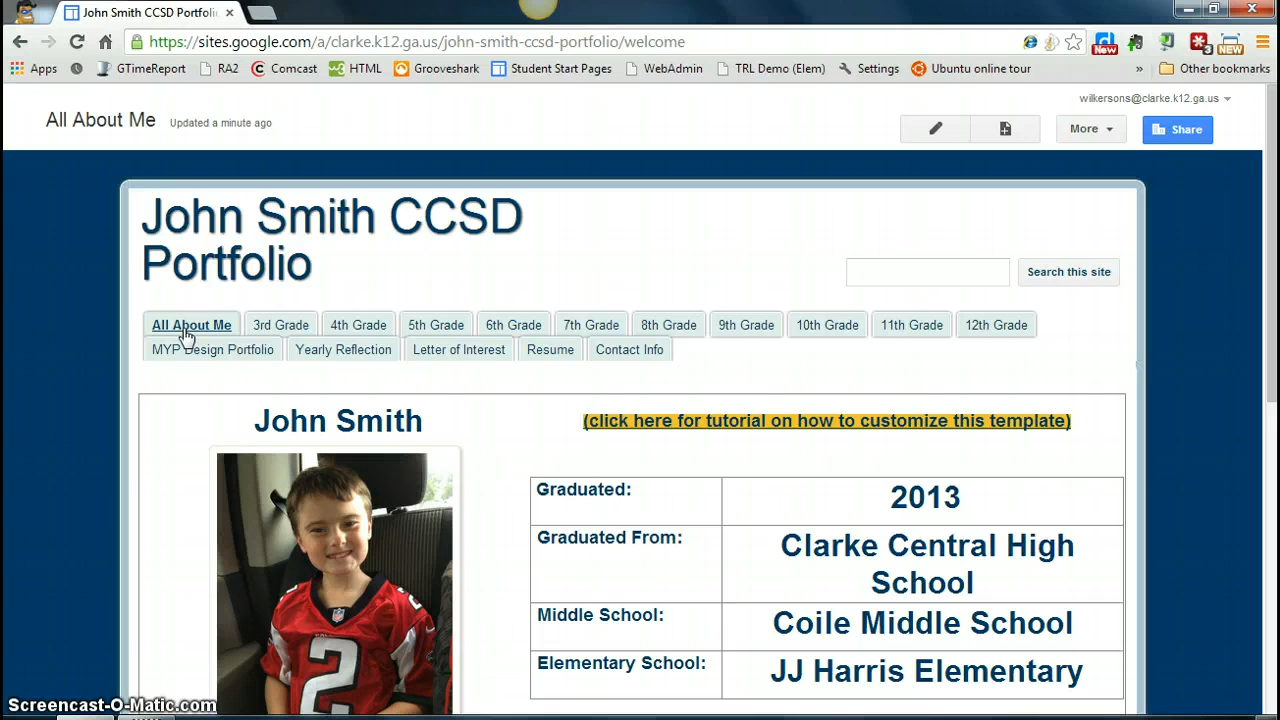 John Smith CCSD Portfolio
https://sites.google.com/a/clarke.k12.ga.us/john-smith-ccsd-portfolio/welcome
New
3
NEW
Apps GTimeReport RA2 Comcast HTML Grooveshark Student Start Pages WebAdmin TRL Demo (Elem) Settings Ubuntu online tour » Other bookmarks
wilkersons@clarke.k12.ga.us
All About Me Updated a minute ago
More Share
John Smith CCSD
Portfolio
Search this site
All About Me 3rd Grade 4th Grade 5th Grade 6th Grade 7th Grade 8th Grade 9th Grade 10th Grade 11th Grade 12th Grade
MYP Design Portfolio Yearly Reflection Letter of Interest Resume Contact Info
John Smith
(click here for tutorial on how to customize this template)
Graduated: 2013
Graduated From: Clarke Central High
School
Middle School: Coile Middle School
Elementary School: JJ Harris Elementary
2
2
Screencast-O-Matic.com